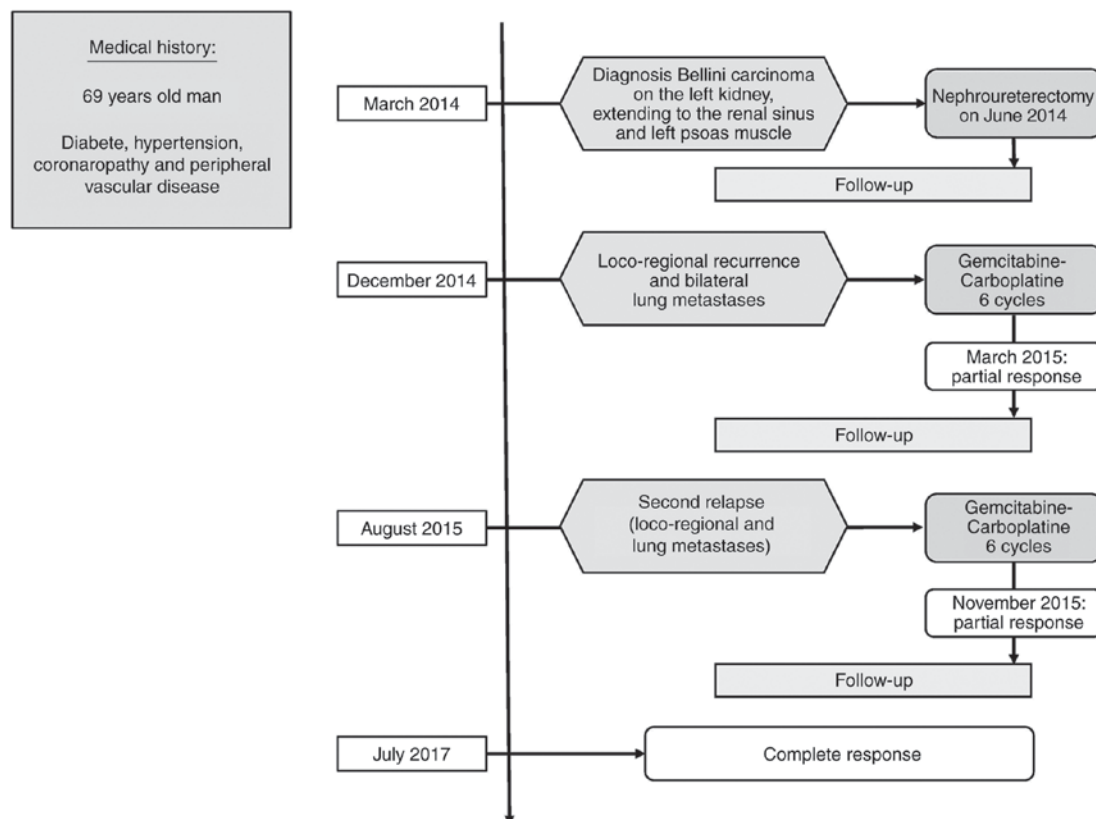 Medical history:
69 years old man
Diabete, hypertension,
coronaropathy and peripheral
vascular disease
March 2014
Diagnosis Bellini carcinoma
on the left kidney,
extending to the renal sinus
and left psoas muscle
Nephroureterectomy
on June 2014
Follow-up
December 2014
Loco-regional recurrence
and bilateral
lung metastases
Gemcitabine-
Carboplatine
6 cycles
March 2015:
partial response
Follow-up
August 2015
Second relapse
(loco-regional and
lung metastases)
Gemcitabine-
Carboplatine
6 cycles
November 2015:
partial response
Follow-up
July 2017
Complete response